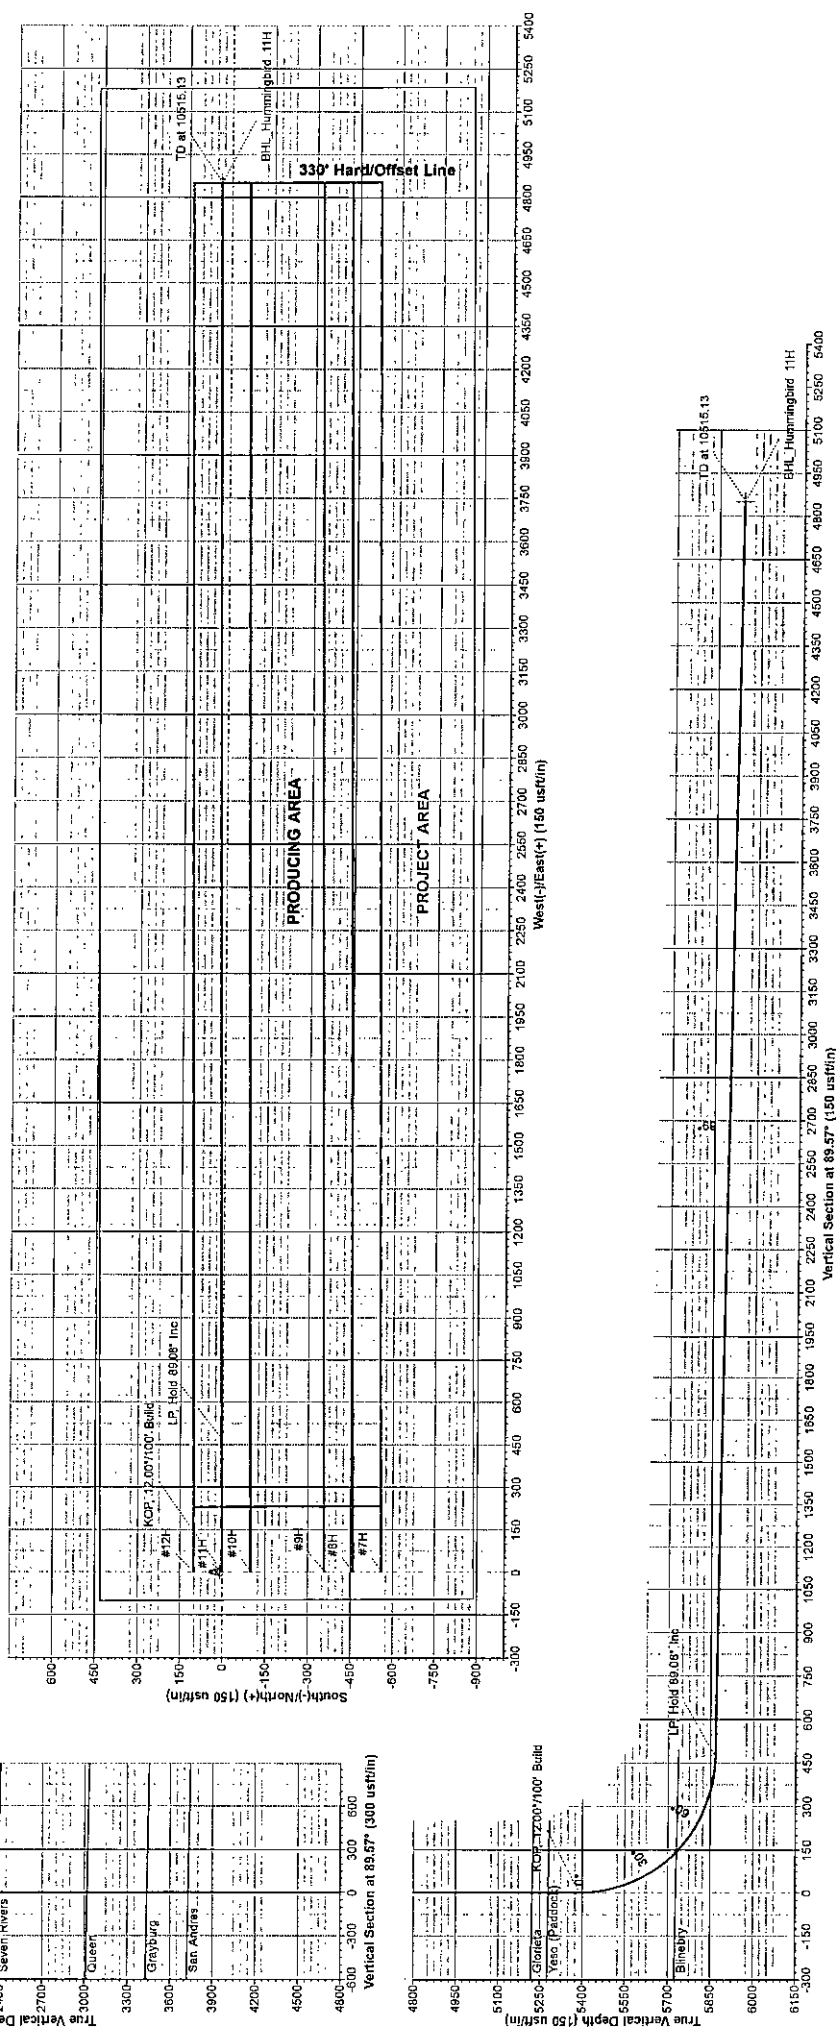 TD at 10515.13
BHL_Hummingbird 11H
330' Hard/Offset Line
PRODUCING AREA
PROJECT AREA
KOP, 12.00°/100' Build
LP, Hold 89.08° Inc
#12H
#11H
#10H
#9H
#8H
#7H
600
450
300
150
0
-150
-300
-450
-600
-750
-900
South(-)/North(+) (150 usft/in)
-300 -150 0 150 300 450 600 750 900 1050 1200 1350 1500 1650 1800 1950 2100 2250 2400 2550 2700 2850 3000 3150 3300 3450 3600 3750 3900 4050 4200 4350 4500 4650 4800 4950 5100 5250 5400
West(-)/East(+) (150 usft/in)
Seven Rivers
Queen
Grayburg
San Andres
2700
3000
3300
3600
3900
4200
4500
4800
True Vertical De
-600 -300 0 300 600
Vertical Section at 89.57° (300 usft/in)
4800
4950
5100
5250
5400
5550
5700
5850
6000
6150
True Vertical Depth (150 usft/in)
Glorieta
Yeso (Paddock)
Blinebry
KOP, 12.00°/100' Build
0°
30°
60°
LP, Hold 89.08° Inc
TD at 10515.13
BHL_Hummingbird 11H
-300 -150 0 150 300 450 600 750 900 1050 1200 1350 1500 1650 1800 1950 2100 2250 2400 2550 2700 2850 3000 3150 3300 3450 3600 3750 3900 4050 4200 4350 4500 4650 4800 4950 5100 5250 5400
Vertical Section at 89.57° (150 usft/in)